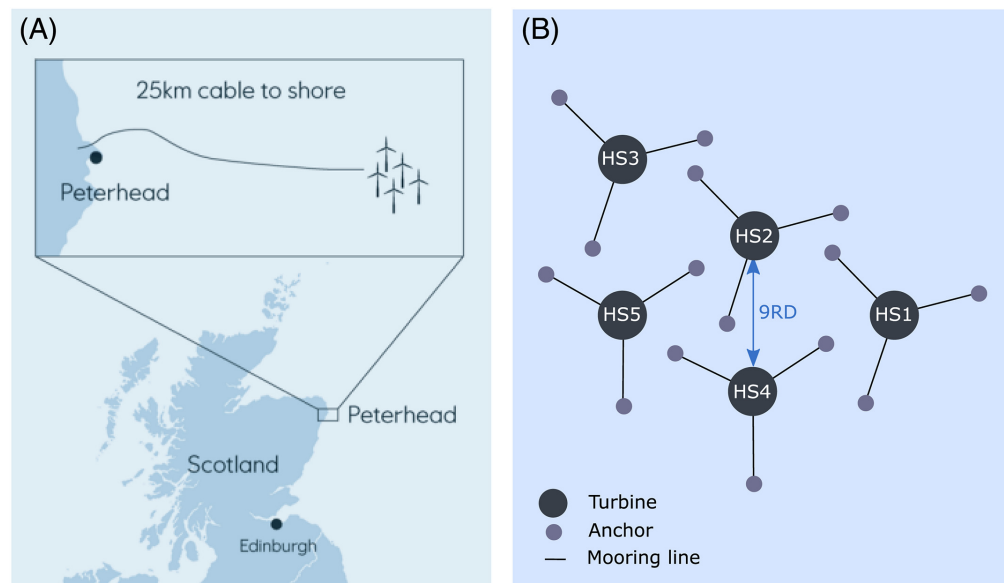 (A)
25km cable to shore
Peterhead
Peterhead
Scotland
Edinburgh
(B)
HS3
HS2
HS5
HS1
9RD
HS4
Turbine
Anchor
Mooring line